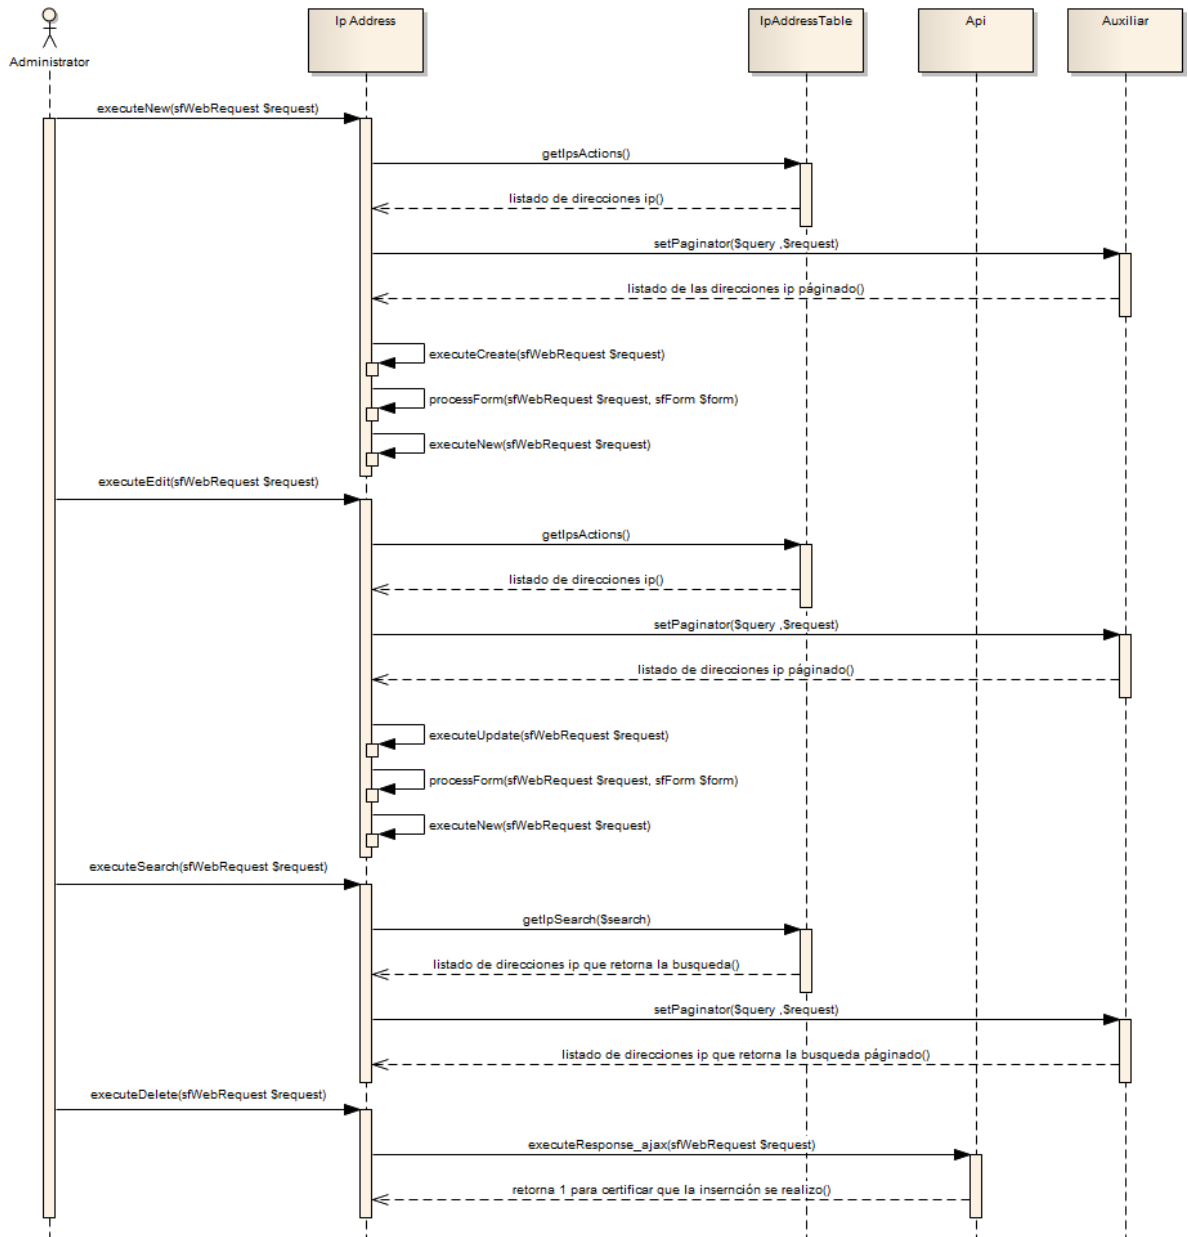 Administrator
Ip Address
IpAddressTable
Api
Auxiliar
executeNew(sfWebRequest $request)
getIpsActions()
listado de direcciones ip()
setPaginator($query ,$request)
listado de las direcciones ip páginado()
executeCreate(sfWebRequest $request)
processForm(sfWebRequest $request, sfForm $form)
executeNew(sfWebRequest $request)
executeEdit(sfWebRequest $request)
getIpsActions()
listado de direcciones ip()
setPaginator($query ,$request)
listado de direcciones ip páginado()
executeUpdate(sfWebRequest $request)
processForm(sfWebRequest $request, sfForm $form)
executeNew(sfWebRequest $request)
executeSearch(sfWebRequest $request)
getIpSearch($search)
listado de direcciones ip que retorna la busqueda()
setPaginator($query ,$request)
listado de direcciones ip que retorna la busqueda páginado()
executeDelete(sfWebRequest $request)
executeResponse_ajax(sfWebRequest $request)
retorna 1 para certificar que la insernción se realizo()